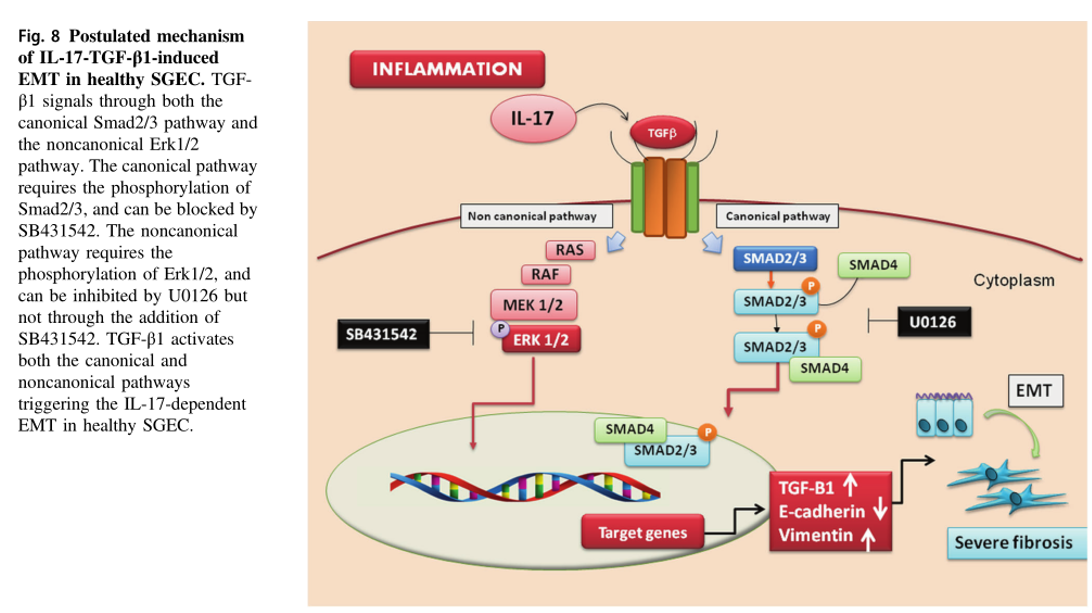 Fig. 8 Postulated mechanism
of IL-17-TGF-β1-induced
EMT in healthy SGEC. TGF-
β1 signals through both the
canonical Smad2/3 pathway and
the noncanonical Erk1/2
pathway. The canonical pathway
requires the phosphorylation of
Smad2/3, and can be blocked by
SB431542. The noncanonical
pathway requires the
phosphorylation of Erk1/2, and
can be inhibited by U0126 but
not through the addition of
SB431542. TGF-β1 activates
both the canonical and
noncanonical pathways
triggering the IL-17-dependent
EMT in healthy SGEC.
INFLAMMATION
IL-17
TGFβ
Non canonical pathway
Canonical pathway
RAS
RAF
MEK 1/2
P
ERK 1/2
SB431542
SMAD2/3
SMAD4
P
SMAD2/3
P
SMAD2/3
SMAD4
Cytoplasm
U0126
EMT
SMAD4
P
SMAD2/3
Target genes
TGF-B1
E-cadherin
Vimentin
Severe fibrosis